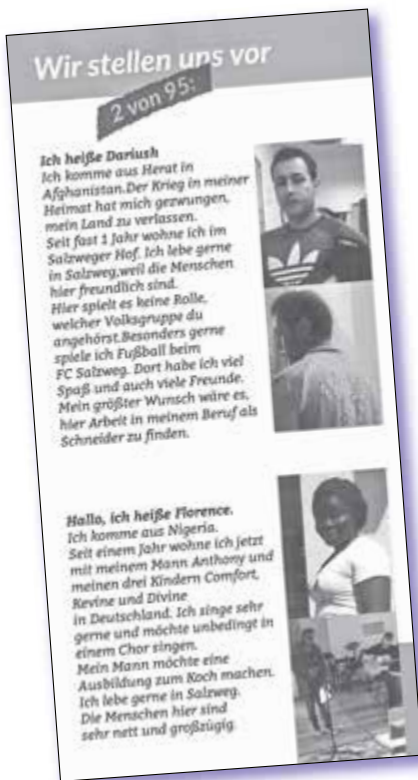 Wir stellen uns vor
2 von 95:
Ich heiße Dariush
Ich komme aus Herat in
Afghanistan.Der Krieg in meiner
Heimat hat mich gezwungen,
mein Land zu verlassen.
Seit fast 1 Jahr wohne ich im
Salzweger Hof. Ich lebe gerne
in Salzweg,weil die Menschen
hier freundlich sind.
Hier spielt es keine Rolle,
welcher Volksgruppe du
angehörst.Besonders gerne
spiele ich Fußball beim
FC Salzweg. Dort habe ich viel
Spaß und auch viele Freunde.
Mein größter Wunsch wäre es,
hier Arbeit in meinem Beruf als
Schneider zu finden.
Hallo, ich heiße Florence.
Ich komme aus Nigeria.
Seit einem Jahr wohne ich jetzt
mit meinem Mann Anthony und
meinen drei Kindern Comfort,
Kevine und Divine
in Deutschland. Ich singe sehr
gerne und möchte unbedingt in
einem Chor singen.
Mein Mann möchte eine
Ausbildung zum Koch machen.
Ich lebe gerne in Salzweg.
Die Menschen hier sind
sehr nett und großzügig